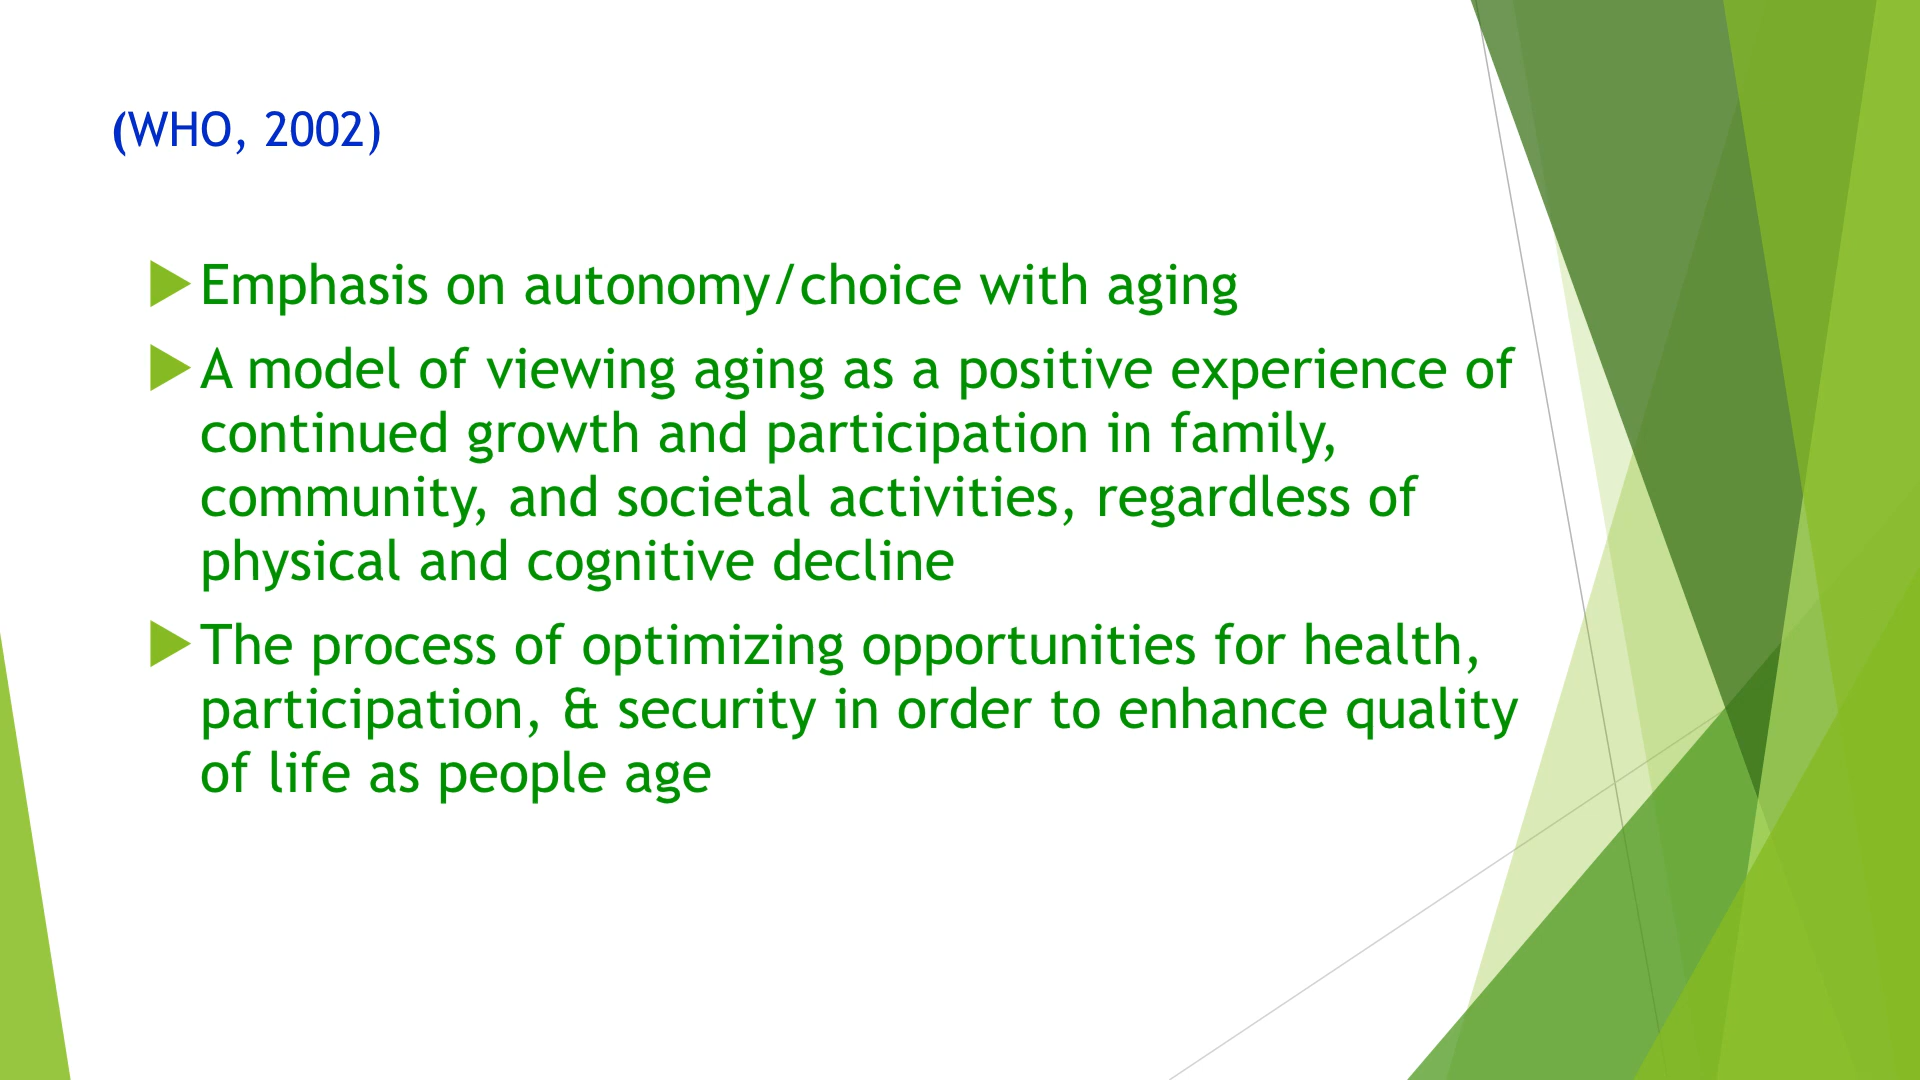 (WHO, 2002)
Emphasis on autonomy/choice with aging
A model of viewing aging as a positive experience of
continued growth and participation in family,
community, and societal activities, regardless of
physical and cognitive decline
The process of optimizing opportunities for health,
participation, & security in order to enhance quality
of life as people age